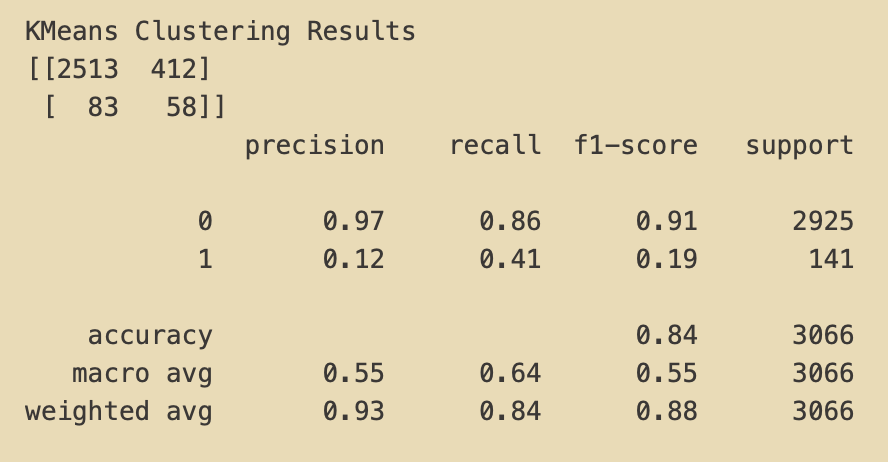 KMeans Clustering Results
[[2513  412]
 [  83   58]]
              precision    recall  f1-score   support

           0       0.97      0.86      0.91      2925
           1       0.12      0.41      0.19       141

    accuracy                           0.84      3066
   macro avg       0.55      0.64      0.55      3066
weighted avg       0.93      0.84      0.88      3066